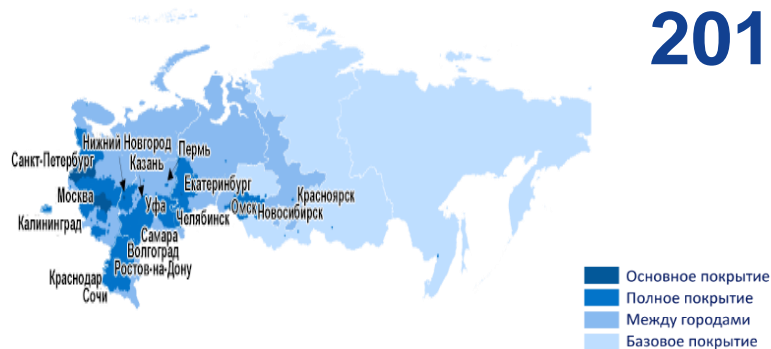 201
Нижний Новгород
Пермь
Санкт-Петербург
Казань
Екатеринбург
Москва
Уфа
Красноярск
Омск
Новосибирск
Калининград
Челябинск
Самара
Волгоград
Ростов-на-Дону
Краснодар
Сочи
Основное покрытие
Полное покрытие
Между городами
Базовое покрытие